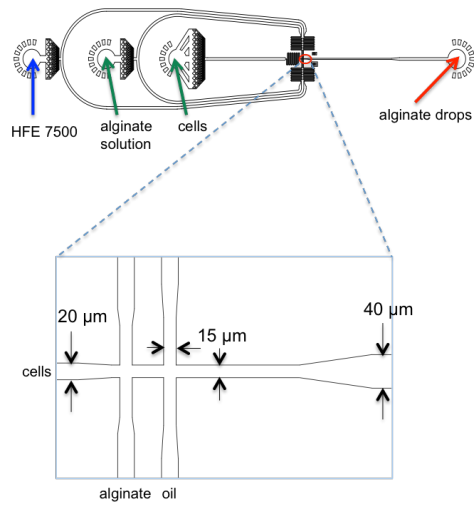 HFE 7500
alginate
solution
cells
alginate drops
20 µm
15 µm
40 µm
cells
alginate
oil